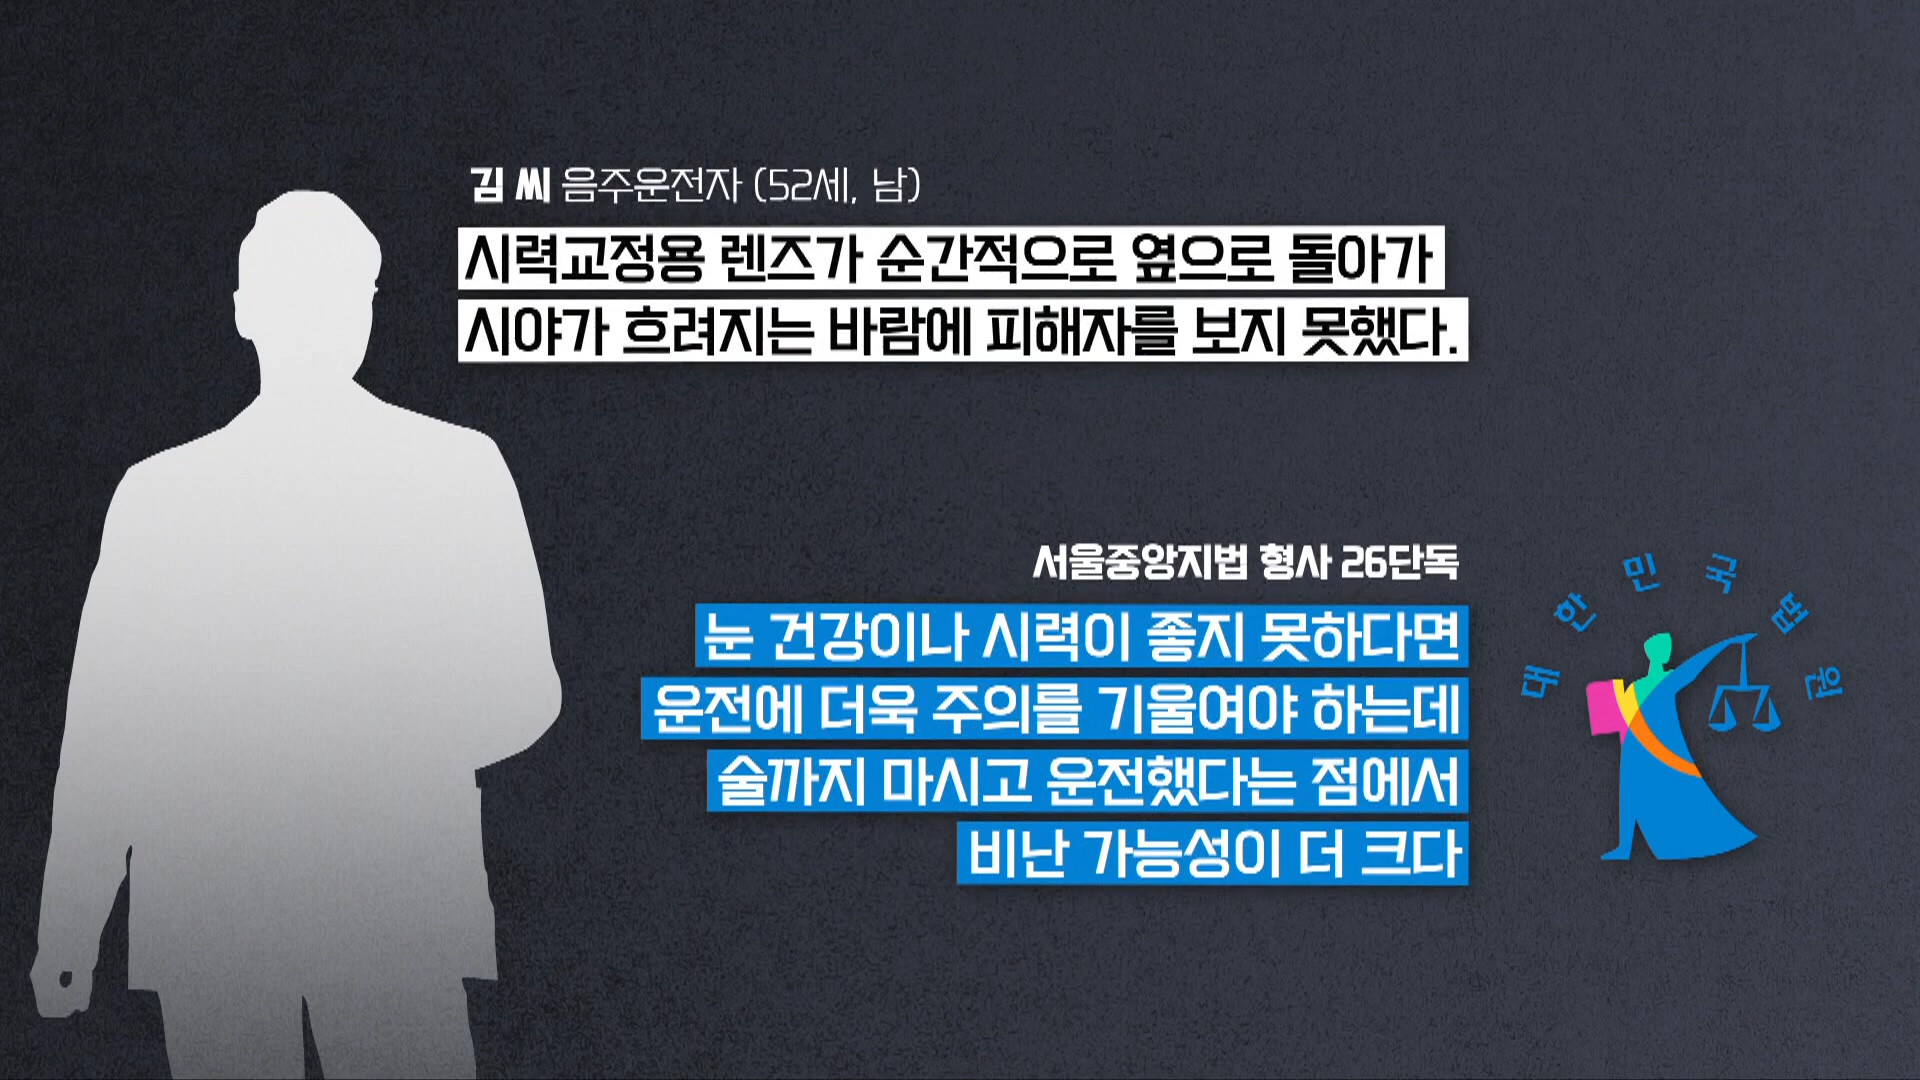 김 씨 음주운전자 (52세, 남)
시력교정용 렌즈가 순간적으로 옆으로 돌아가
시야가 흐려지는 바람에 피해자를 보지 못했다.
서울중앙지법 형사 26단독
눈 건강이나 시력이 좋지 못하다면
운전에 더욱 주의를 기울여야 하는데
술까지 마시고 운전했다는 점에서
비난 가능성이 더 크다
대한민국법원